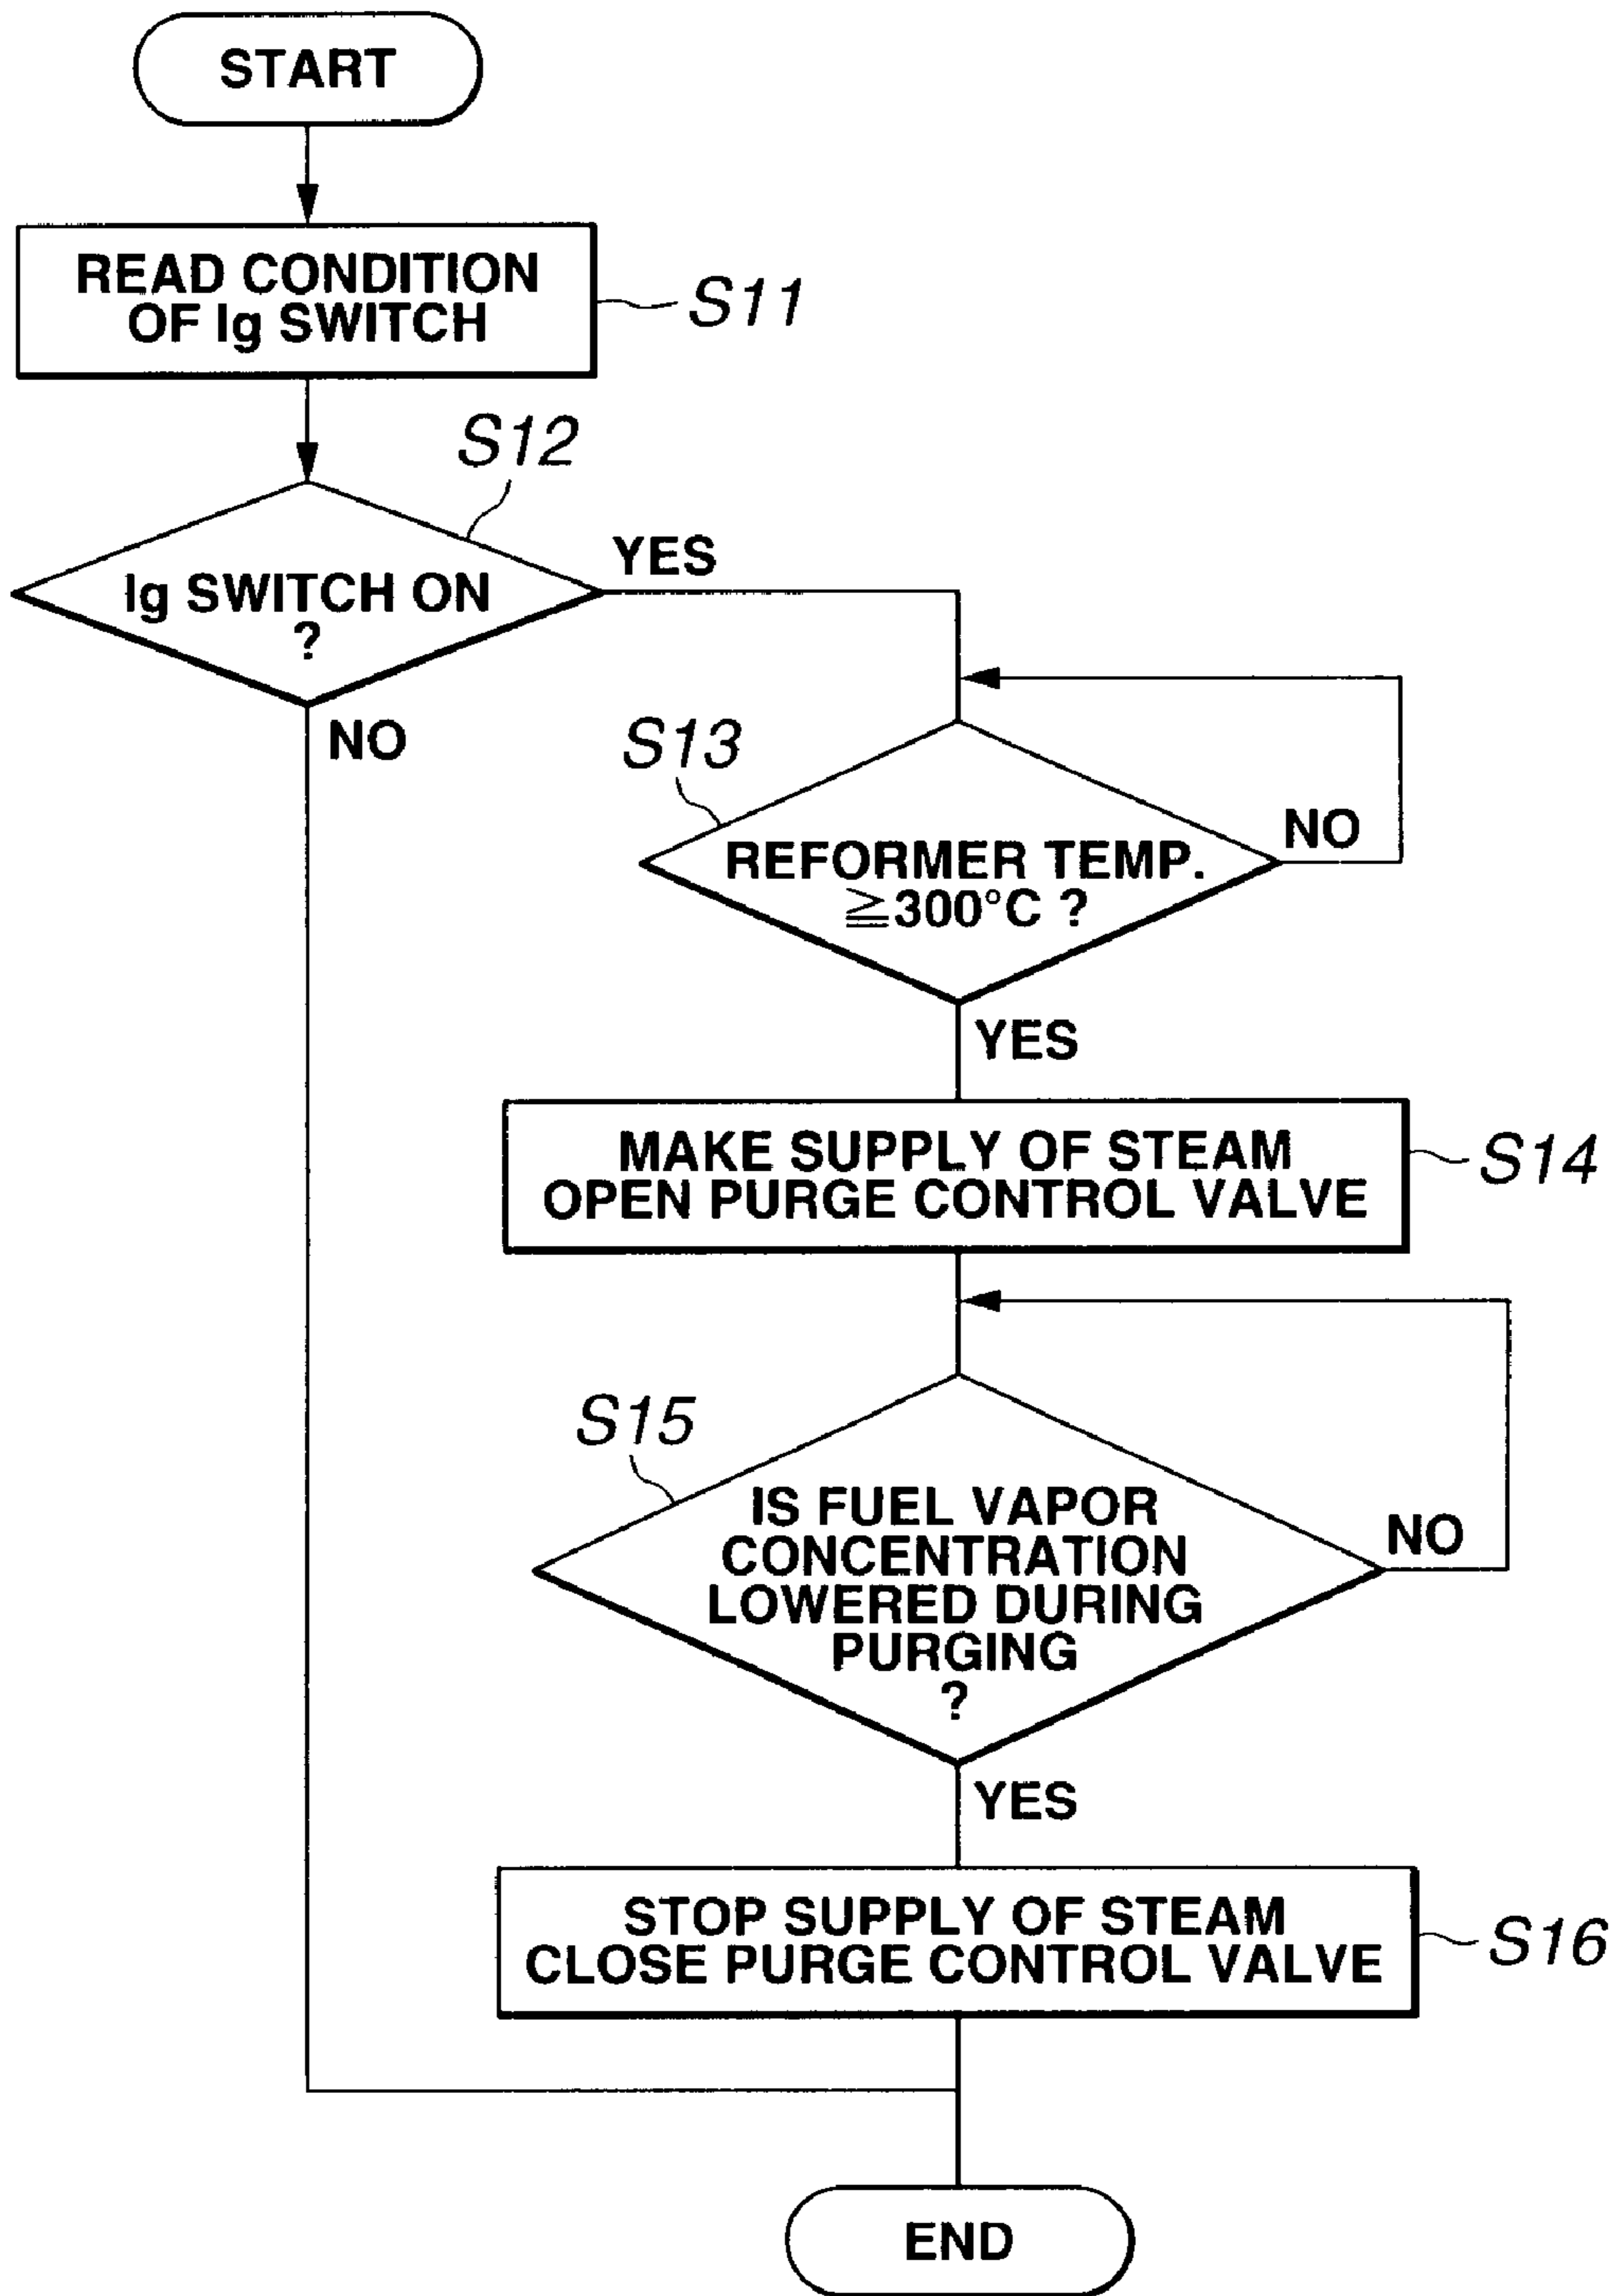 START
READ CONDITION
OF Ig SWITCH
S11
S12
Ig SWITCH ON
?
YES
NO
S13
REFORMER TEMP.
≧300°C ?
NO
YES
MAKE SUPPLY OF STEAM
OPEN PURGE CONTROL VALVE
S14
S15
IS FUEL VAPOR
CONCENTRATION
LOWERED DURING
PURGING
?
NO
YES
STOP SUPPLY OF STEAM
CLOSE PURGE CONTROL VALVE
S16
END